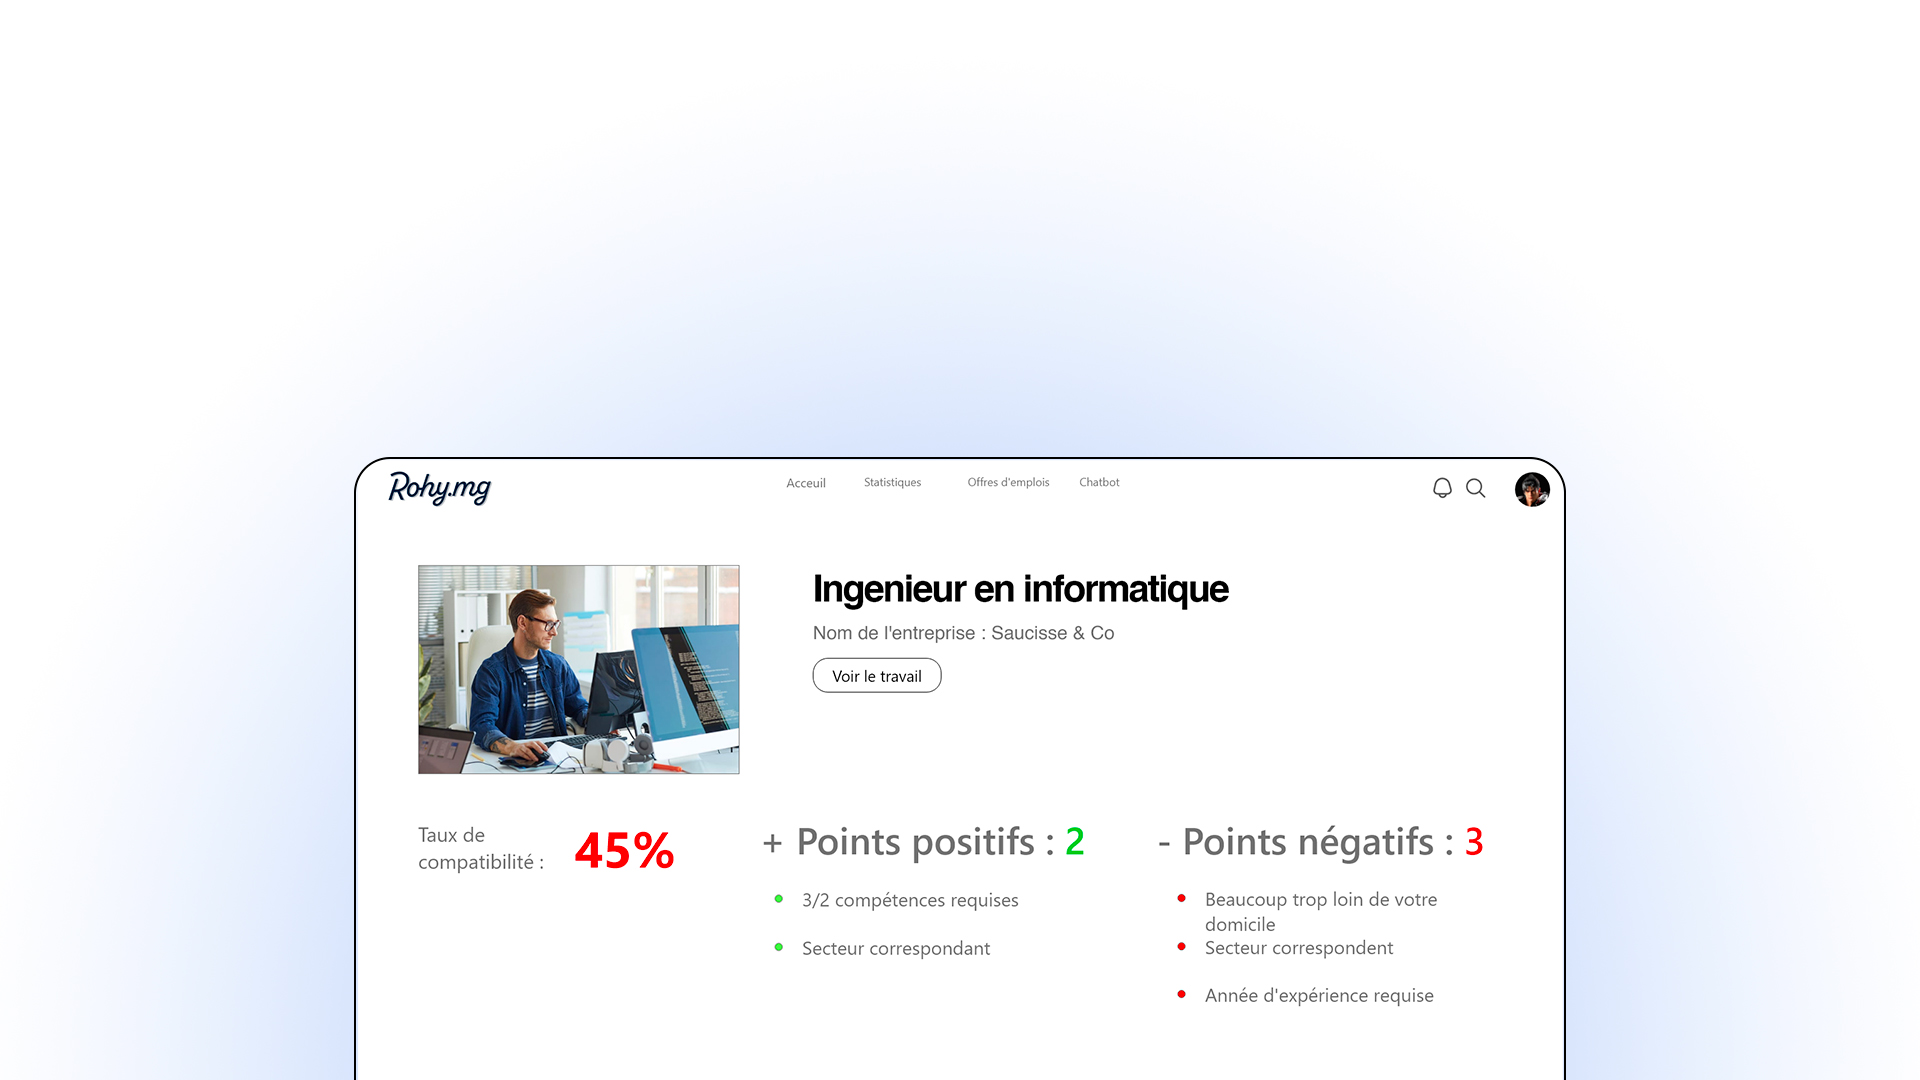 Rohy.mg
Acceuil
Statistiques
Offres d'emplois
Chatbot
Ingenieur en informatique
Nom de l'entreprise : Saucisse & Co
Voir le travail
Taux de
compatibilité :
45%
+ Points positifs : 2
3/2 compétences requises
Secteur correspondant
- Points négatifs : 3
Beaucoup trop loin de votre
domicile
Secteur correspondent
Année d'expérience requise